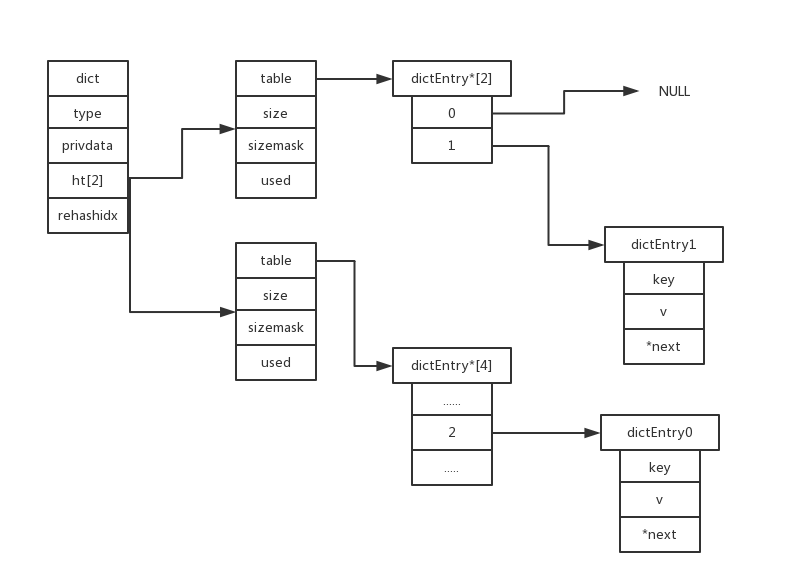 dict
type
privdata
ht[2]
rehashidx
table
size
sizemask
used
dictEntry*[2]
0
1
NULL
dictEntry1
key
v
*next
table
size
sizemask
used
dictEntry*[4]
......
2
.....
dictEntry0
key
v
*next